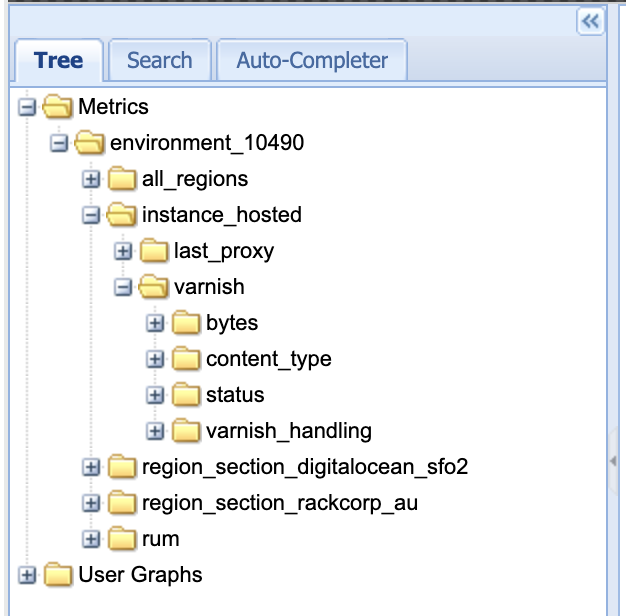 Tree Search Auto-Completer
Metrics
environment_10490
all_regions
instance_hosted
last_proxy
varnish
bytes
content_type
status
varnish_handling
region_section_digitalocean_sfo2
region_section_rackcorp_au
rum
User Graphs